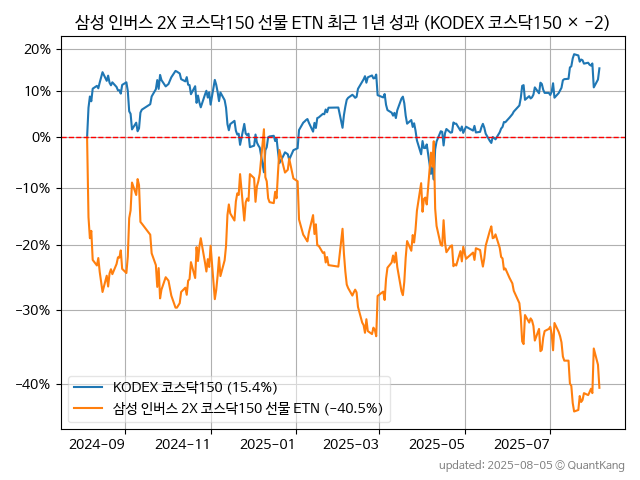 삼성 인버스 2X 코스닥150 선물 ETN 최근 1년 성과 (KODEX 코스닥150 × −2)
20%
10%
0%
−10%
−20%
−30%
−40%
KODEX 코스닥150 (15.4%)
삼성 인버스 2X 코스닥150 선물 ETN (−40.5%)
2024-09 2024-11 2025-01 2025-03 2025-05 2025-07
updated: 2025-08-05 © QuantKang